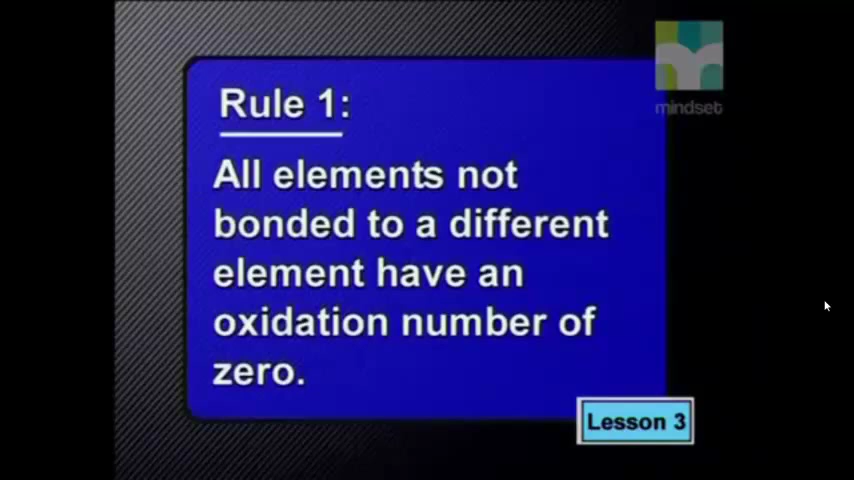 mindset
Rule 1:
All elements not
bonded to a different
element have an
oxidation number of
zero.
Lesson 3